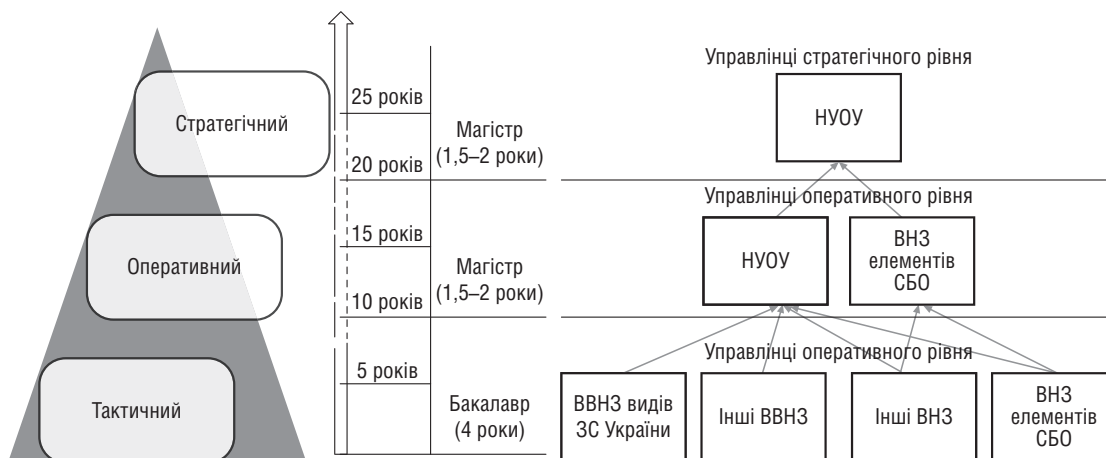 Стратегічний
Оперативний
Тактичний
25 років
20 років
15 років
10 років
5 років
Магістр
(1,5–2 роки)
Магістр
(1,5–2 роки)
Бакалавр
(4 роки)
Управлінці стратегічного рівня
НУОУ
Управлінці оперативного рівня
НУОУ
ВНЗ
елементів
СБО
Управлінці оперативного рівня
ВВНЗ видів
ЗС України
Інші ВВНЗ
Інші ВНЗ
ВНЗ
елементів
СБО